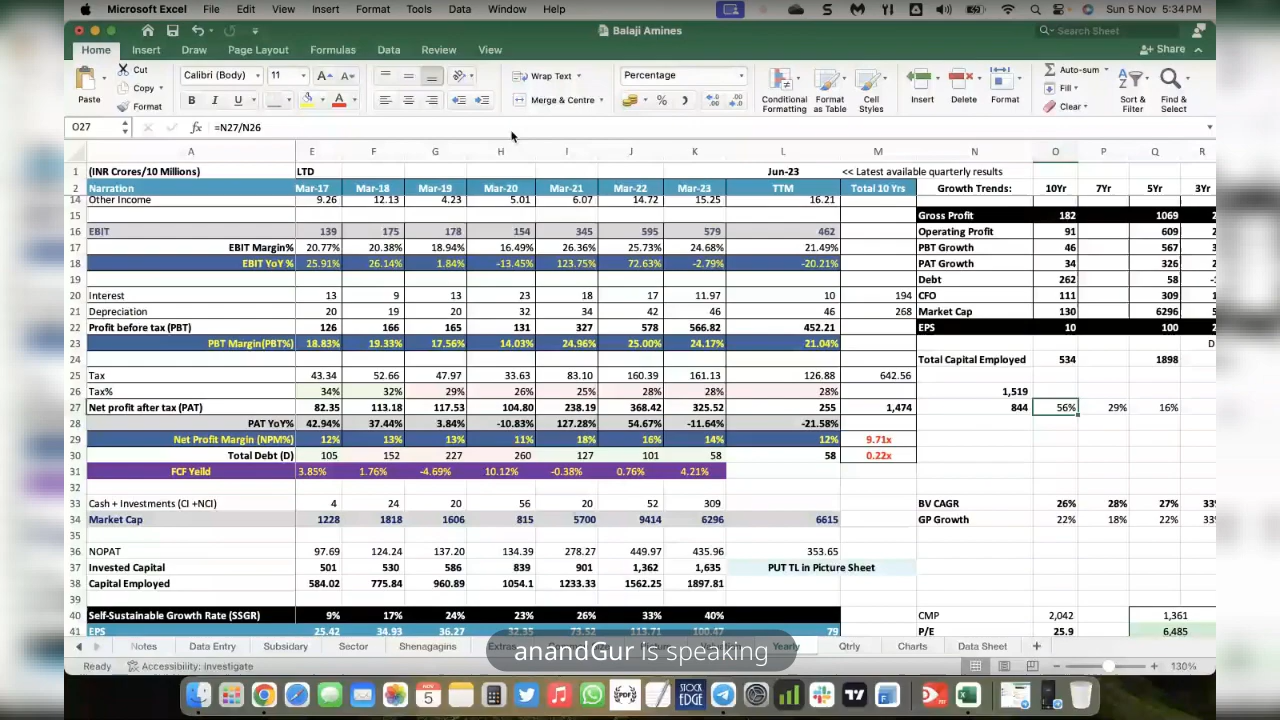 Microsoft Excel File Edit View Insert Format Tools Data Window Help Sun 5 Nov 5:34 PM
Balaji Amines Search Sheet
Home Insert Draw Page Layout Formulas Data Review View Share
Paste Cut Copy Format Calibri (Body) 11 Wrap Text Merge & Centre Percentage Conditional Formatting Format as Table Cell Styles Insert Delete Format Auto-sum Fill Clear Sort & Filter Find & Select
O27 fx =N27/N26
A E F G H I J K L M N O P Q R
1 (INR Crores/10 Millions) LTD Jun-23 << Latest available quarterly results
2 Narration Mar-17 Mar-18 Mar-19 Mar-20 Mar-21 Mar-22 Mar-23 TTM Total 10 Yrs Growth Trends: 10Yr 7Yr 5Yr 3Yr
14 Other Income 9.26 12.13 4.23 5.01 6.07 14.72 15.25 16.21
15 Gross Profit 182 1069
16 EBIT 139 175 178 154 345 595 579 462 Operating Profit 91 609
17 EBIT Margin% 20.77% 20.38% 18.94% 16.49% 26.36% 25.73% 24.68% 21.49% PBT Growth 46 567
18 EBIT YoY % 25.91% 26.14% 1.84% -13.45% 123.75% 72.63% -2.79% -20.21% PAT Growth 34 326
19 Debt 262 58
20 Interest 13 9 13 23 18 17 11.97 10 194 CFO 111 309
21 Depreciation 20 19 20 32 34 42 46 46 268 Market Cap 130 6296
22 Profit before tax (PBT) 126 166 165 131 327 578 566.82 452.21 EPS 10 100
23 PBT Margin(PBT%) 18.83% 19.33% 17.56% 14.03% 24.96% 25.00% 24.17% 21.04% D
24 Total Capital Employed 534 1898
25 Tax 43.34 52.66 47.97 33.63 83.10 160.39 161.13 126.88 642.56
26 Tax% 34% 32% 29% 26% 25% 28% 28% 28% 1,519
27 Net profit after tax (PAT) 82.35 113.18 117.53 104.80 238.19 368.42 325.52 255 1,474 844 56% 29% 16%
28 PAT YoY% 42.94% 37.44% 3.84% -10.83% 127.28% 54.67% -11.64% -21.58%
29 Net Profit Margin (NPM%) 12% 13% 13% 11% 18% 16% 14% 12% 9.71x
30 Total Debt (D) 105 152 227 260 127 101 58 58 0.22x
31 FCF Yeild 3.85% 1.76% -4.69% 10.12% -0.38% 0.76% 4.21%
32
33 Cash + Investments (CI +NCI) 4 24 20 56 20 52 309 BV CAGR 26% 28% 27% 33
34 Market Cap 1228 1818 1606 815 5700 9414 6296 6615 GP Growth 22% 18% 22% 33
35
36 NOPAT 97.69 124.24 137.20 134.39 278.27 449.97 435.96 353.65
37 Invested Capital 501 530 586 839 901 1,362 1,635 PUT TL in Picture Sheet
38 Capital Employed 584.02 775.84 960.89 1054.1 1233.33 1562.25 1897.81
39
40 Self-Sustainable Growth Rate (SSGR) 9% 17% 24% 23% 26% 33% 40% CMP 2,042 1,361
41 EPS 25.42 34.93 36.27 32.35 73.52 113.71 100.47 79 P/E 25.9 6,485
Notes Data Entry Subsidary Sector Shenagagins Extras Yearly Qtrly Charts Data Sheet +
anandGur is speaking
Ready Accessibility: Investigate 130%